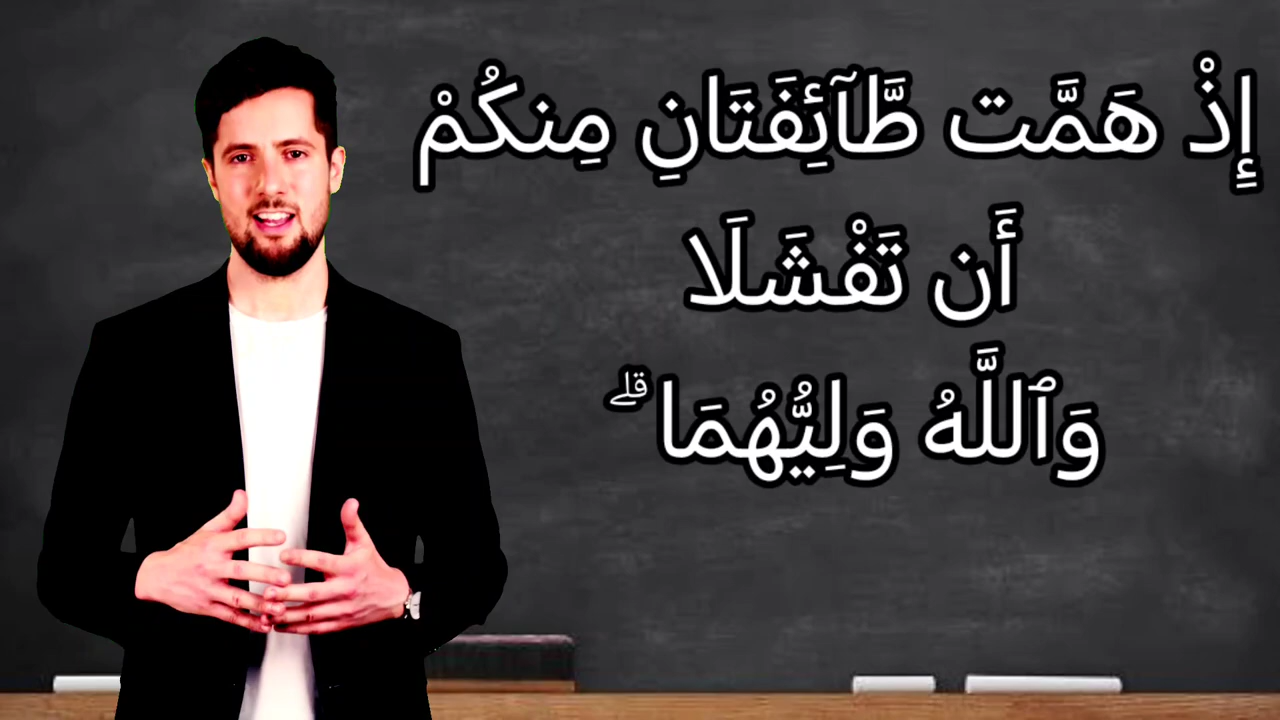 إِذْ هَمَّت طَّآئِفَتَانِ مِنكُمْ
أَن تَفْشَلَا
وَٱللَّهُ وَلِيُّهُمَا ۗ